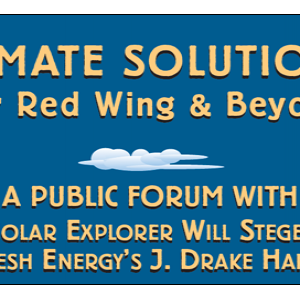 MATE SOLUTIO
r Red Wing & Beyo
A PUBLIC FORUM WITH
OLAR EXPLORER WILL STEGE
ESH ENERGY'S J. DRAKE HA